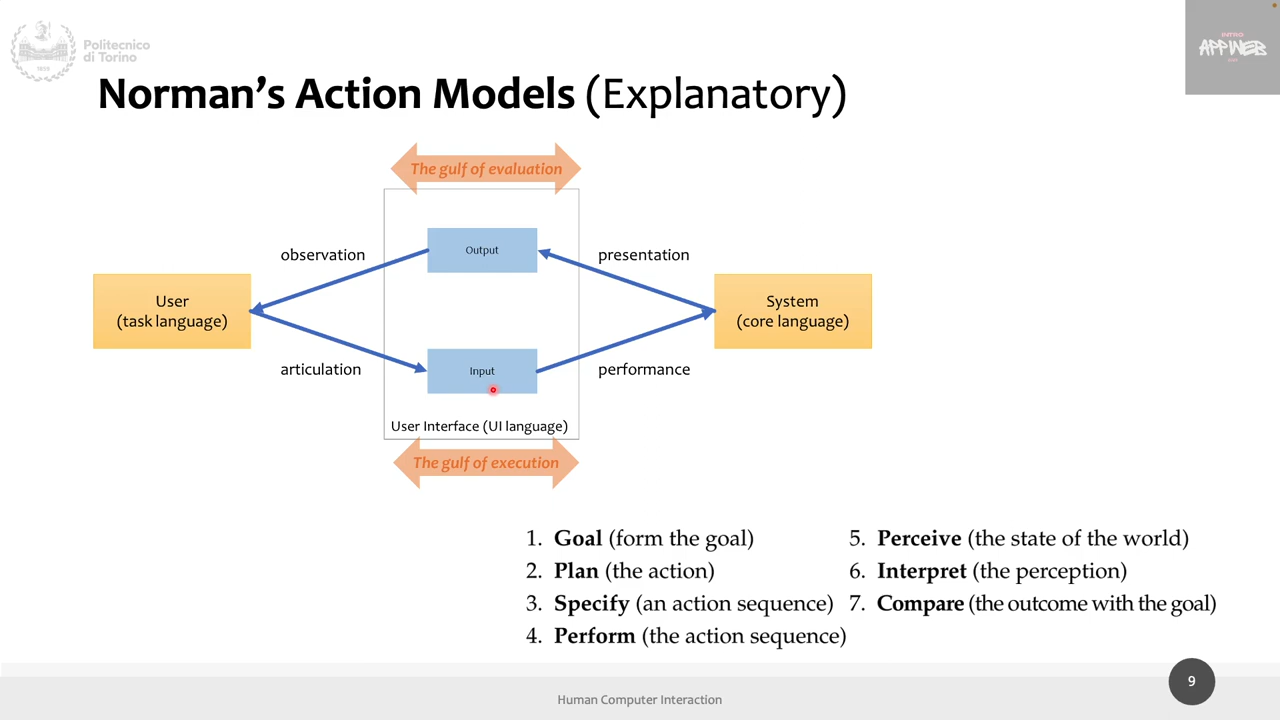 Politecnico
di Torino
1859
INTRO
APPWEB
Norman's Action Models (Explanatory)
The gulf of evaluation
Output
observation
presentation
User
(task language)
System
(core language)
articulation
Input
performance
User Interface (UI language)
The gulf of execution
1. Goal (form the goal)
2. Plan (the action)
3. Specify (an action sequence)
4. Perform (the action sequence)
5. Perceive (the state of the world)
6. Interpret (the perception)
7. Compare (the outcome with the goal)
9
Human Computer Interaction